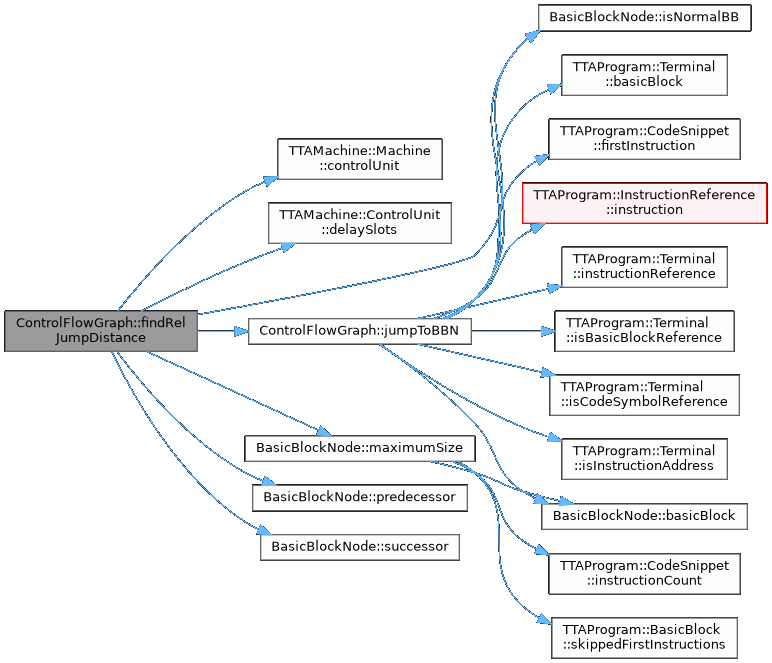 ControlFlowGraph::findRel
JumpDistance
TTAMachine::Machine
::controlUnit
TTAMachine::ControlUnit
::delaySlots
ControlFlowGraph::jumpToBBN
BasicBlockNode::maximumSize
BasicBlockNode::predecessor
BasicBlockNode::successor
BasicBlockNode::isNormalBB
TTAProgram::Terminal
::basicBlock
TTAProgram::CodeSnippet
::firstInstruction
TTAProgram::InstructionReference
::instruction
TTAProgram::Terminal
::instructionReference
TTAProgram::Terminal
::isBasicBlockReference
TTAProgram::Terminal
::isCodeSymbolReference
TTAProgram::Terminal
::isInstructionAddress
BasicBlockNode::basicBlock
TTAProgram::CodeSnippet
::instructionCount
TTAProgram::BasicBlock
::skippedFirstInstructions